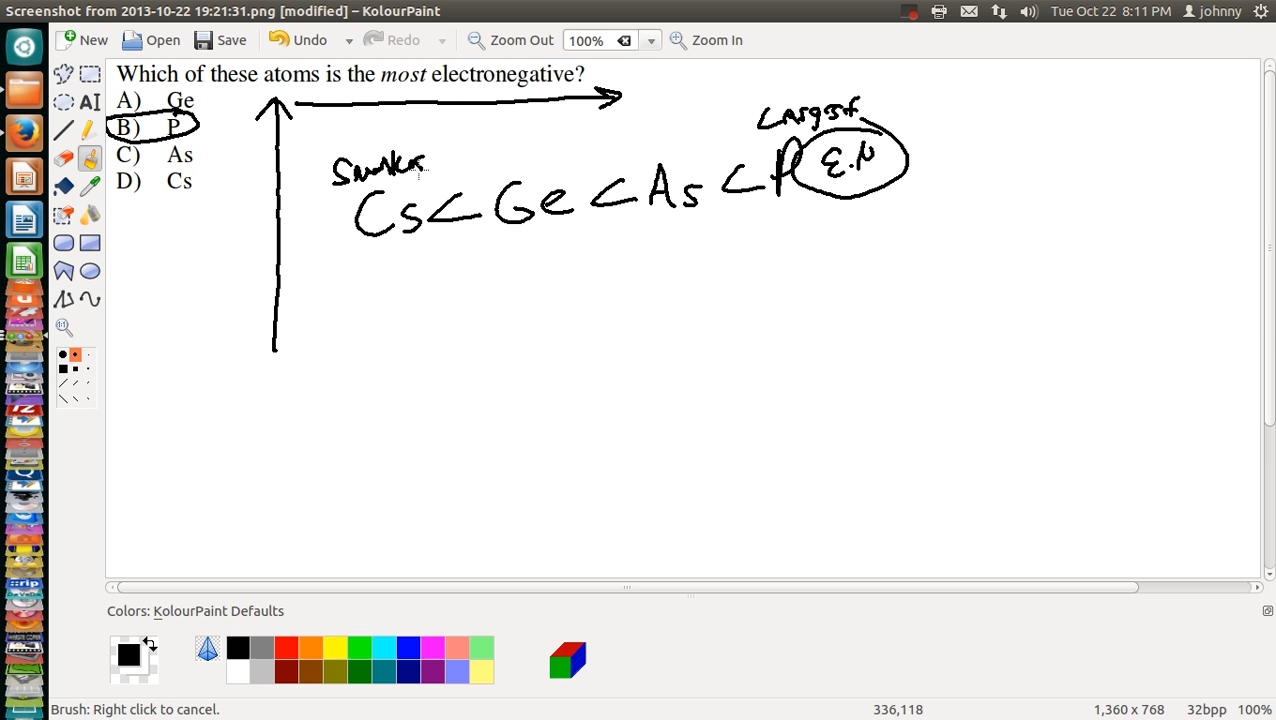 Screenshot from 2013-10-22 19:21:31.png [modified] – KolourPaint
Tue Oct 22 8:11 PM johnny
New Open Save Undo Redo Zoom Out 100% Zoom In
Which of these atoms is the most electronegative?
A) Ge
B) P
C) As
D) Cs
Largest
E.N
Cs < Ge < As < P
Colors: KolourPaint Defaults
Brush: Right click to cancel.
336,118
1,360 x 768
32bpp
100%